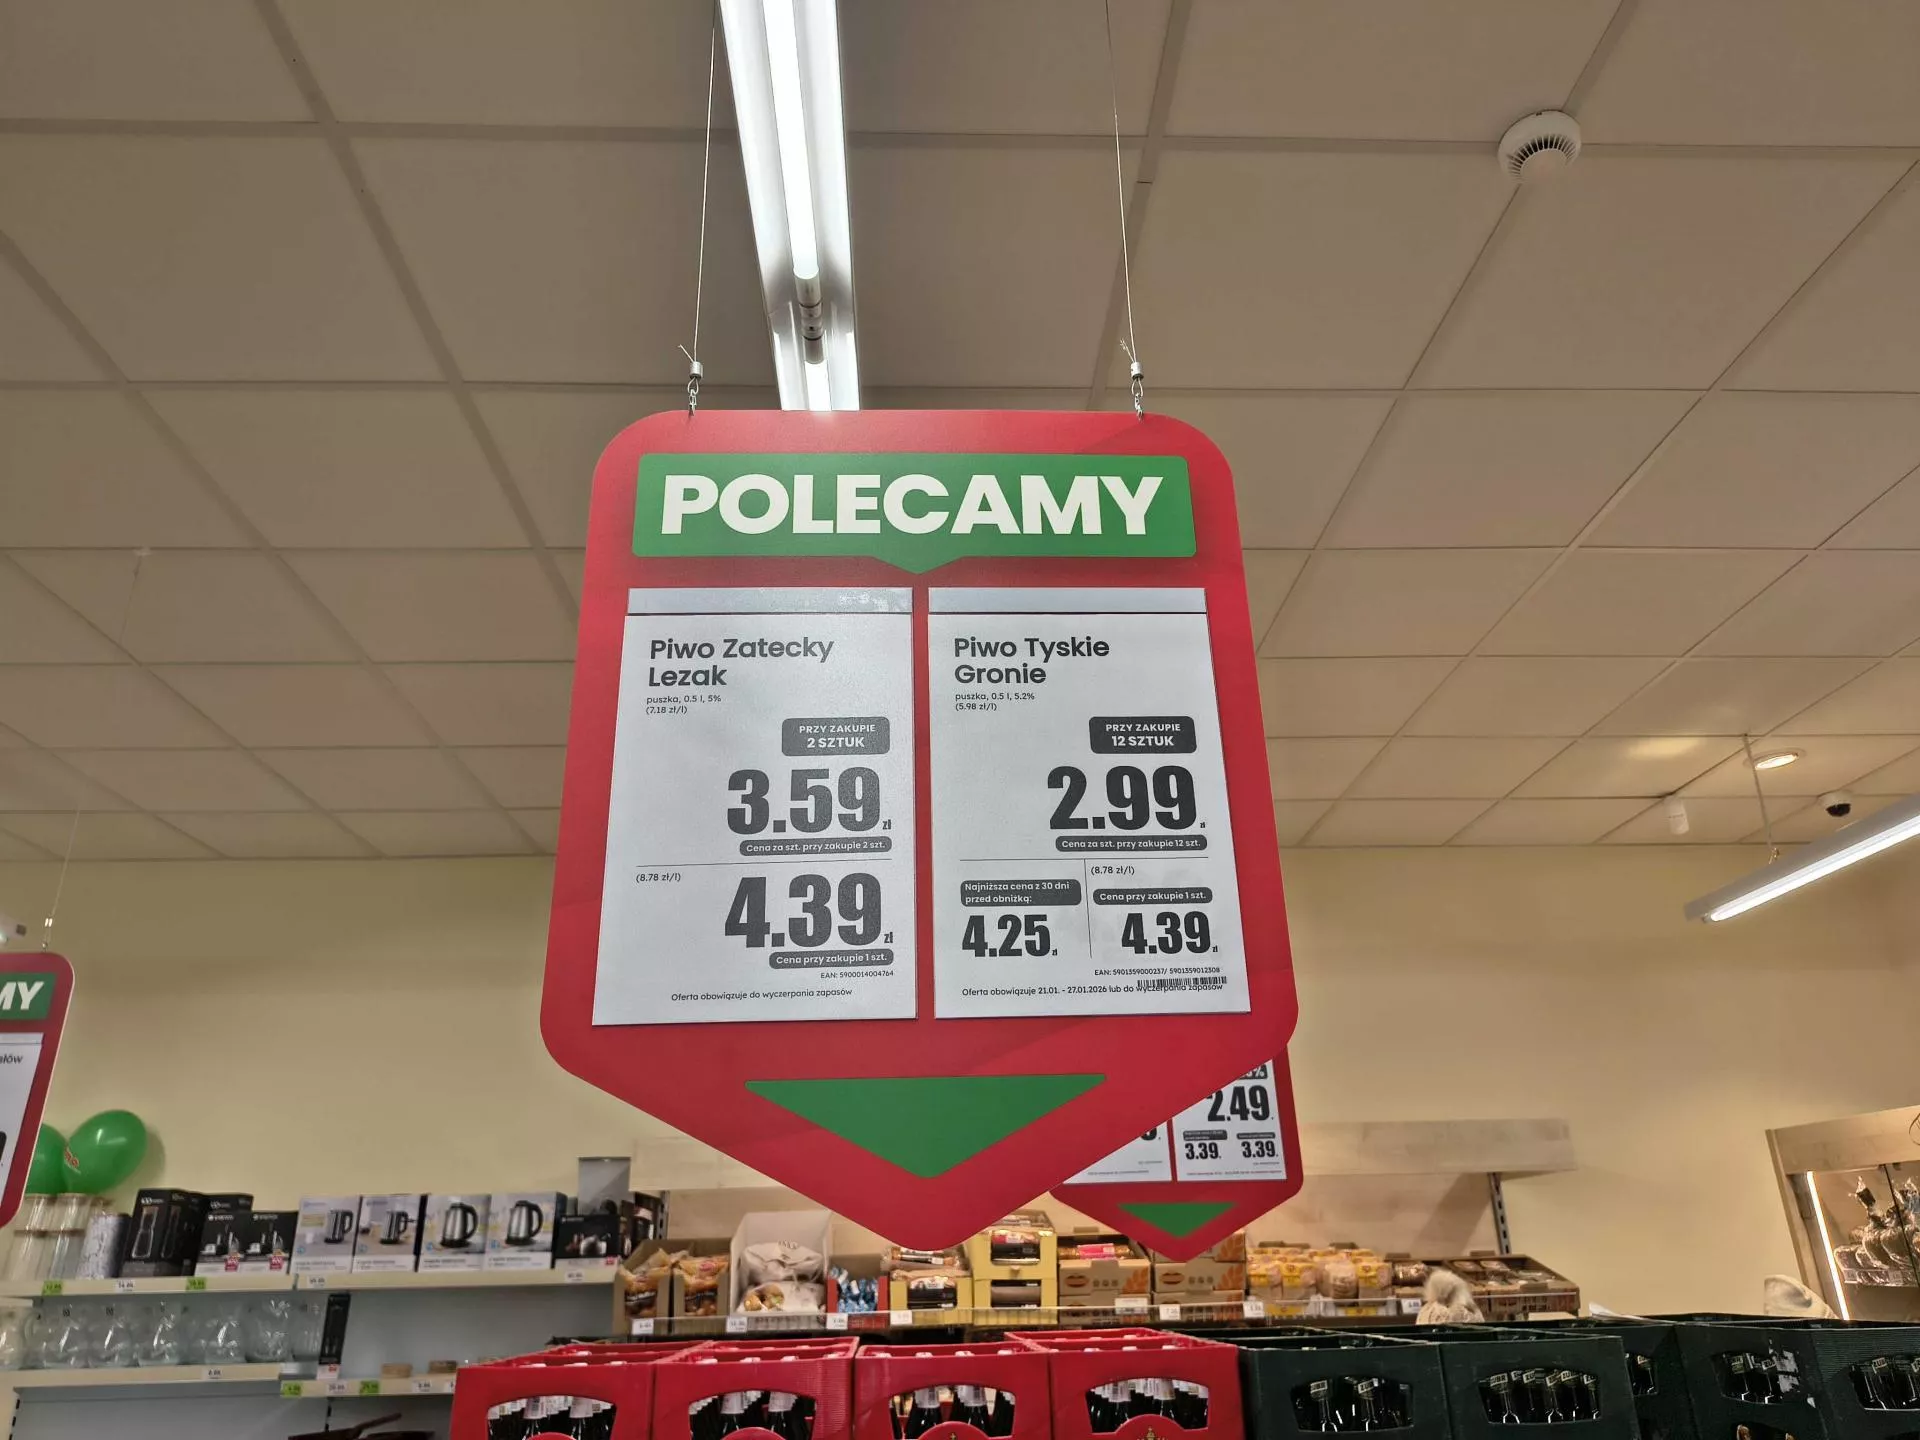 POLECAMY
Piwo Zatecky
Lezak
puszka, 0.5 l, 5%
(7.18 zł/l)
PRZY ZAKUPIE
2 SZTUK
3.59 zł
Cena za szt. przy zakupie 2 szt.
(8.78 zł/l)
4.39 zł
Cena przy zakupie 1 szt.
EAN: 5900014004764
Oferta obowiązuje do wyczerpania zapasów
Piwo Tyskie
Gronie
puszka, 0.5 l, 5.2%
(5.98 zł/l)
PRZY ZAKUPIE
12 SZTUK
2.99 zł
Cena za szt. przy zakupie 12 szt.
Najniższa cena z 30 dni
przed obniżką:
4.25 zł
(8.78 zł/l)
Cena przy zakupie 1 szt.
4.39 zł
EAN: 5901359000237/ 5901359012308
Oferta obowiązuje 21.01. - 27.01.2026 lub do wyczerpania zapasów
MY
2.49
3.39
3.39